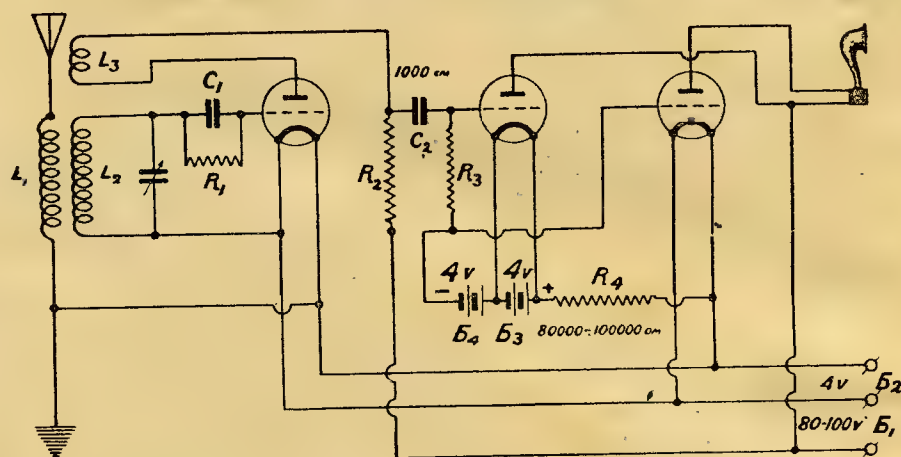 L3
C1
1000 см
C2
L1
L2
R1
R2
R3
4v
4v
R4
- +
Б4
Б3
80000-100000 ом
4v
Б2
80-100v
Б1